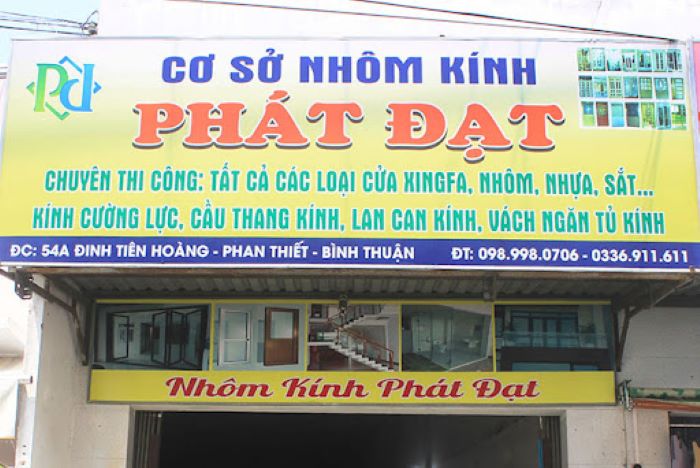 Pd
CƠ SỞ NHÔM KÍNH
PHÁT ĐẠT
CHUYÊN THI CÔNG: TẤT CẢ CÁC LOẠI CỬA XINGFA, NHÔM, NHỰA, SẮT...
KÍNH CƯỜNG LỰC, CẦU THANG KÍNH, LAN CAN KÍNH, VÁCH NGĂN TỦ KÍNH
ĐC: 54A ĐINH TIÊN HOÀNG - PHAN THIẾT - BÌNH THUẬN ĐT: 098.998.0706 - 0336.911.611
Nhôm Kính Phát Đạt